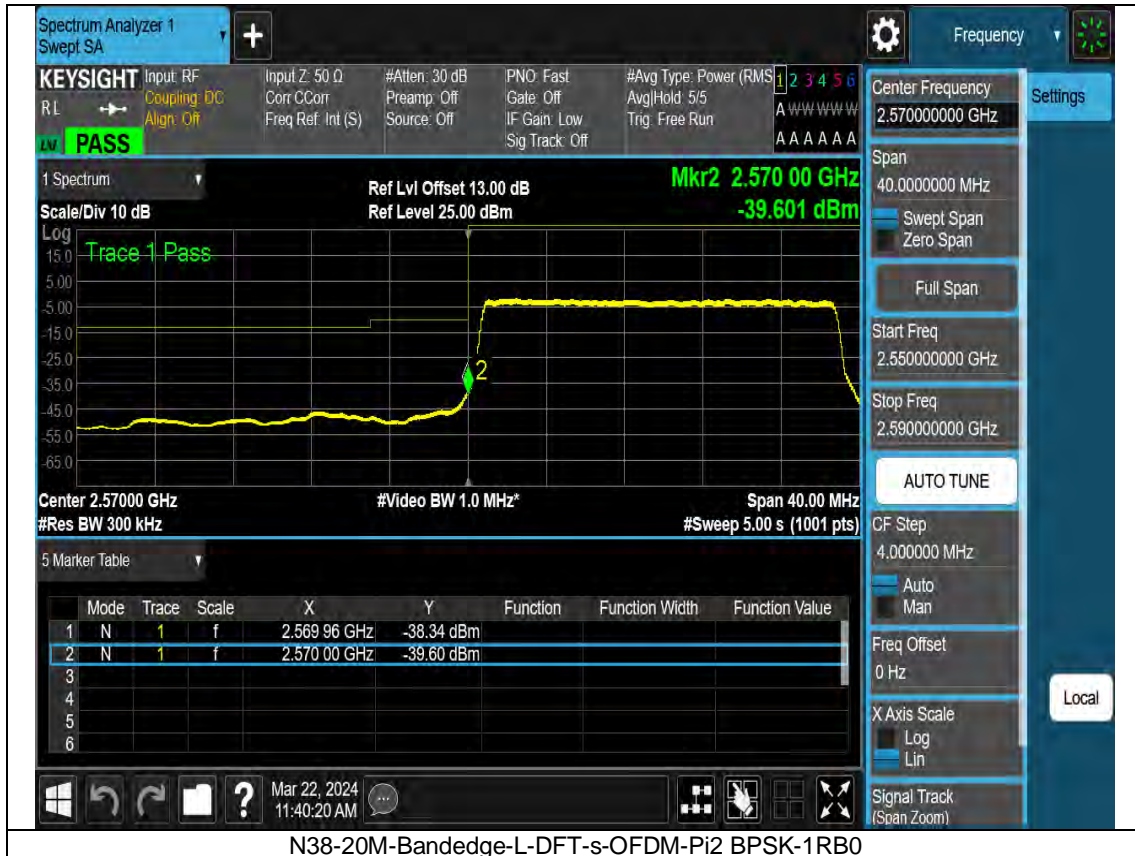 Spectrum Analyzer 1
Swept SA
+
Frequency
KEYSIGHT
Input: RF
Input Z: 50 Ω
#Atten: 30 dB
PNO: Fast
#Avg Type: Power (RMS
1 2 3 4 5 6
R L
Coupling: DC
Corr CCorr
Preamp: Off
Gate: Off
Avg|Hold: 5/5
A W W W W W
Align: Off
Freq Ref: Int (S)
Source: Off
IF Gain: Low
Trig: Free Run
PASS
Sig Track: Off
A A A A A A
1 Spectrum
Ref Lvl Offset 13.00 dB
Mkr2 2.570 00 GHz
Scale/Div 10 dB
Ref Level 25.00 dBm
-39.601 dBm
Log
Trace 1 Pass
15.0
5.00
-5.00
-15.0
-25.0
-35.0
-45.0
-55.0
-65.0
2
Center 2.57000 GHz
#Video BW 1.0 MHz*
Span 40.00 MHz
#Res BW 300 kHz
#Sweep 5.00 s (1001 pts)
5 Marker Table
Mode Trace Scale X Y Function Function Width Function Value
1 N 1 f 2.569 96 GHz -38.34 dBm
2 N 1 f 2.570 00 GHz -39.60 dBm
3
4
5
6
Mar 22, 2024
11:40:20 AM
?
Center Frequency
2.570000000 GHz
Settings
Span
40.0000000 MHz
Swept Span
Zero Span
Full Span
Start Freq
2.550000000 GHz
Stop Freq
2.590000000 GHz
AUTO TUNE
CF Step
4.000000 MHz
Auto
Man
Freq Offset
0 Hz
Local
X Axis Scale
Log
Lin
Signal Track
(Span Zoom)
N38-20M-Bandedge-L-DFT-s-OFDM-Pi2 BPSK-1RB0